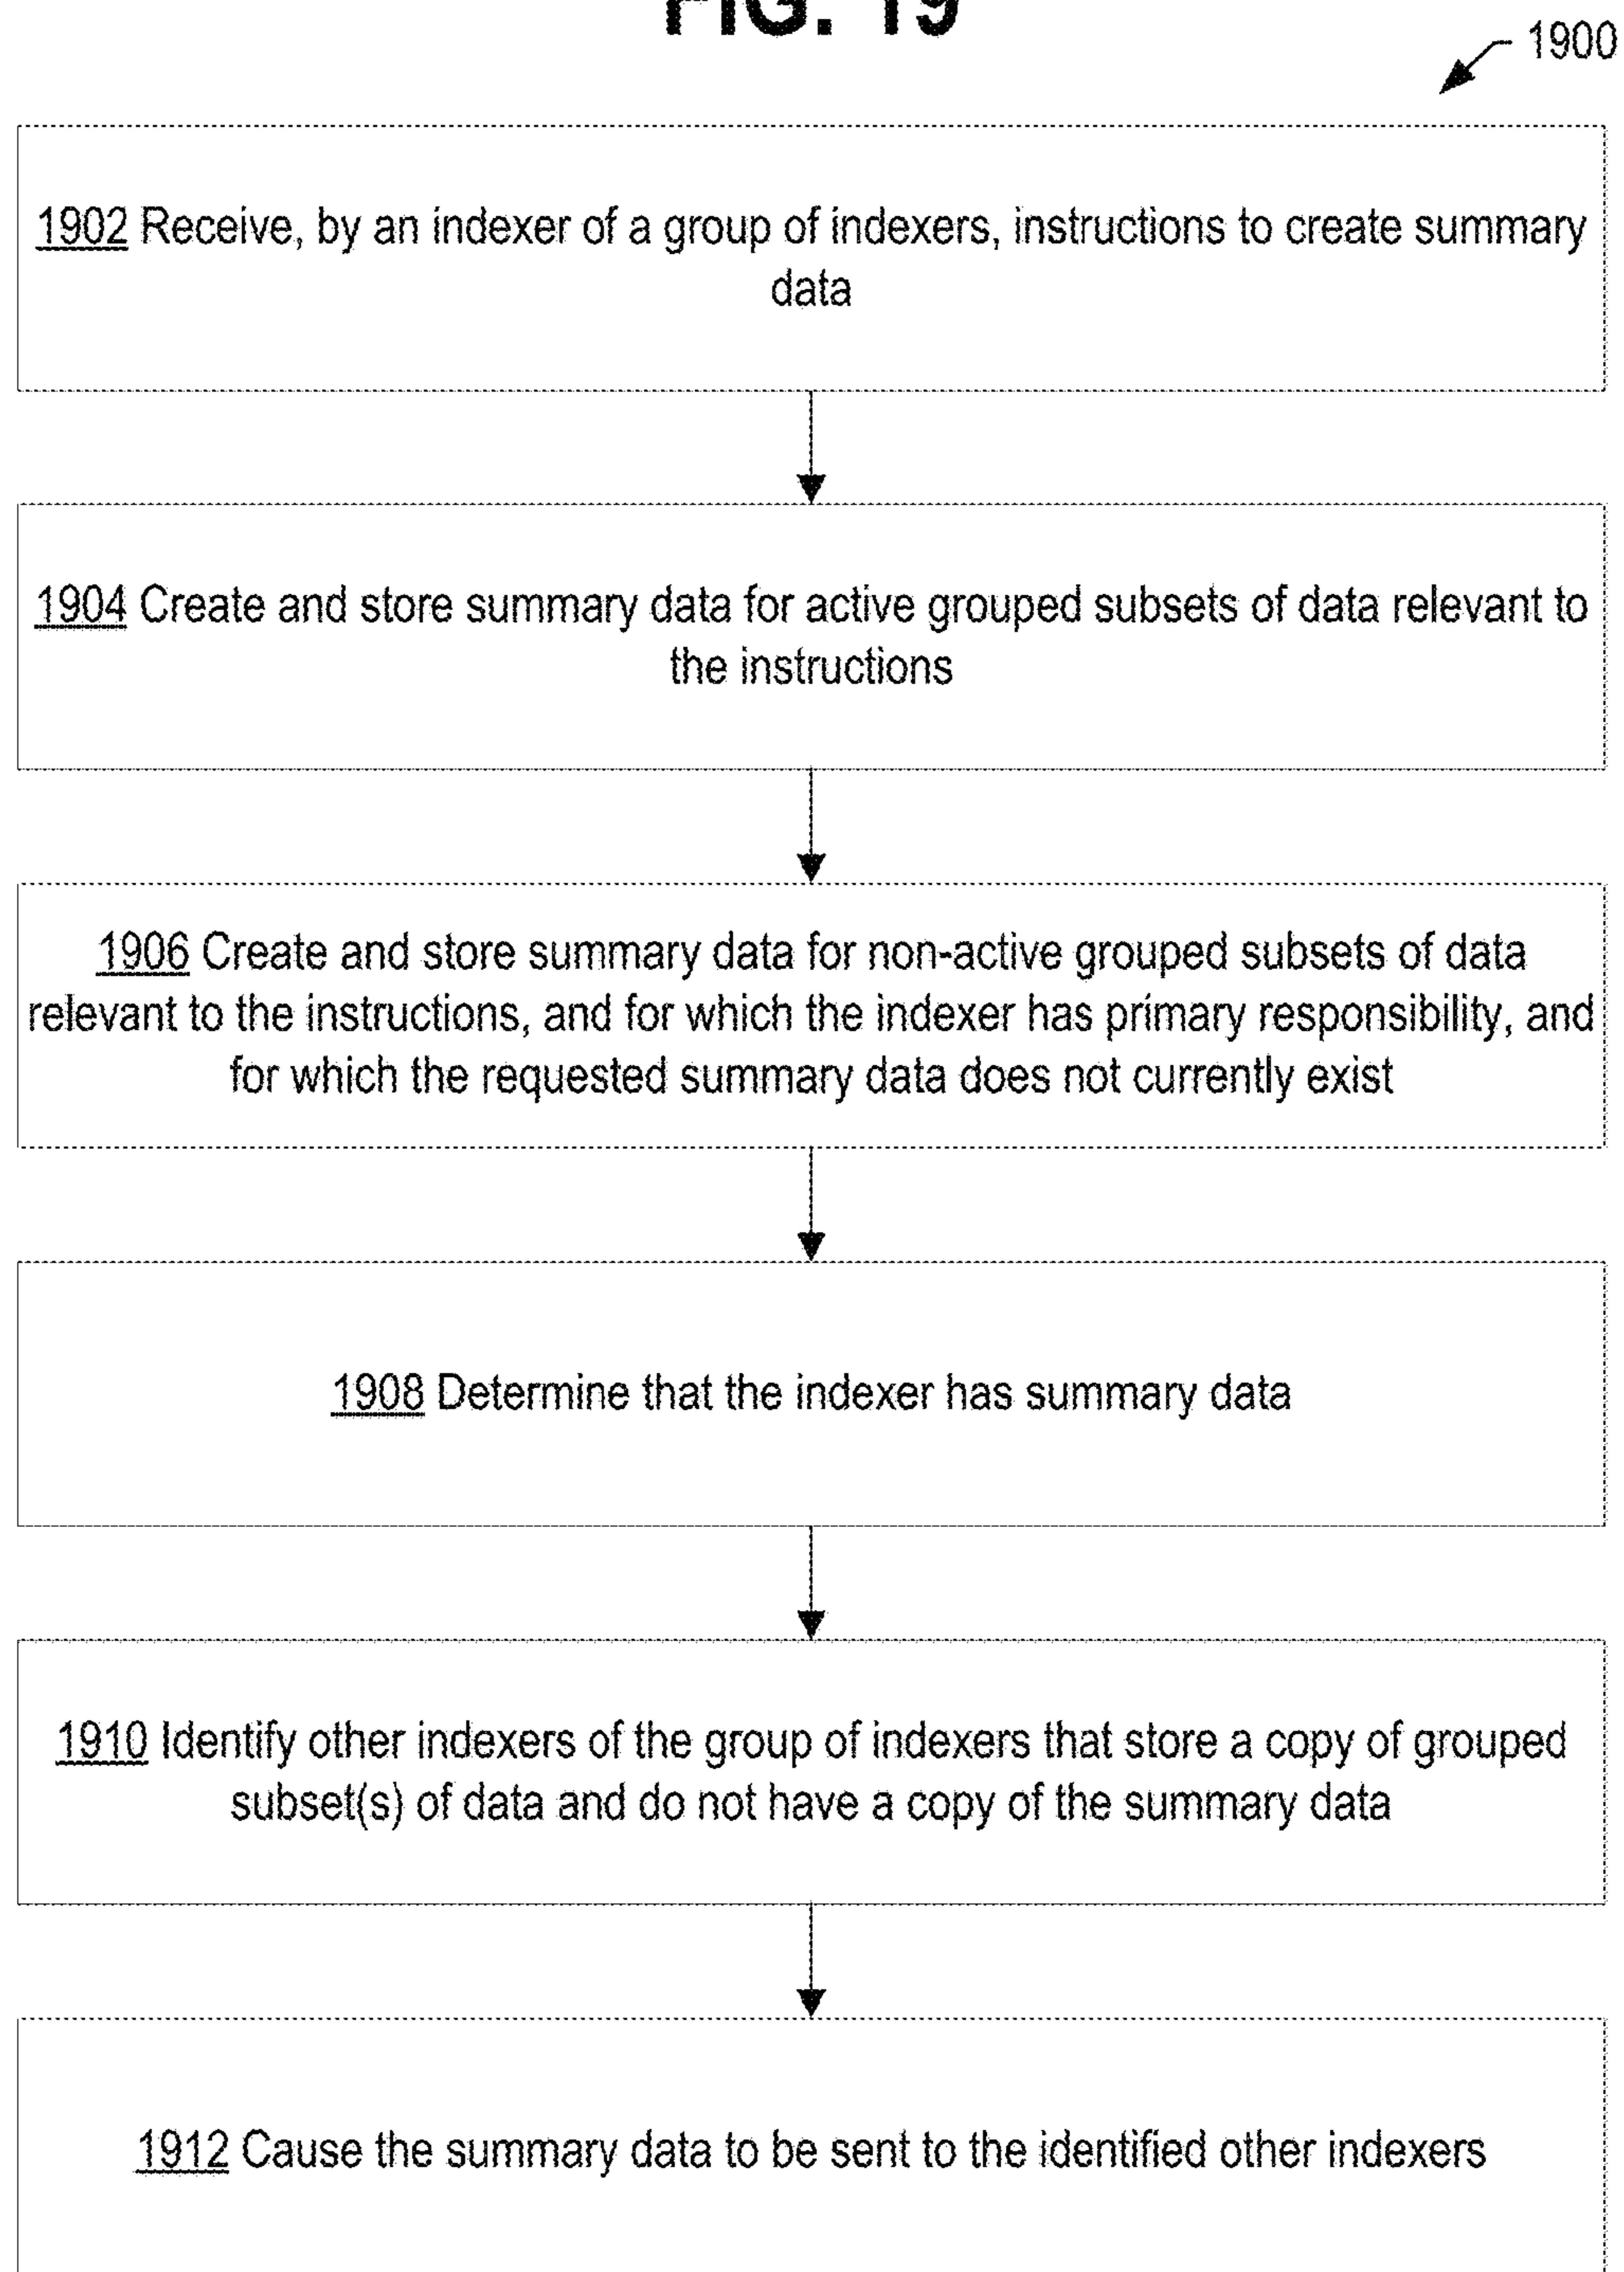 FIG. 19
1900
1902 Receive, by an indexer of a group of indexers, instructions to create summary
data
1904 Create and store summary data for active grouped subsets of data relevant to
the instructions
1906 Create and store summary data for non-active grouped subsets of data
relevant to the instructions, and for which the indexer has primary responsibility, and
for which the requested summary data does not currently exist
1908 Determine that the indexer has summary data
1910 Identify other indexers of the group of indexers that store a copy of grouped
subset(s) of data and do not have a copy of the summary data
1912 Cause the summary data to be sent to the identified other indexers